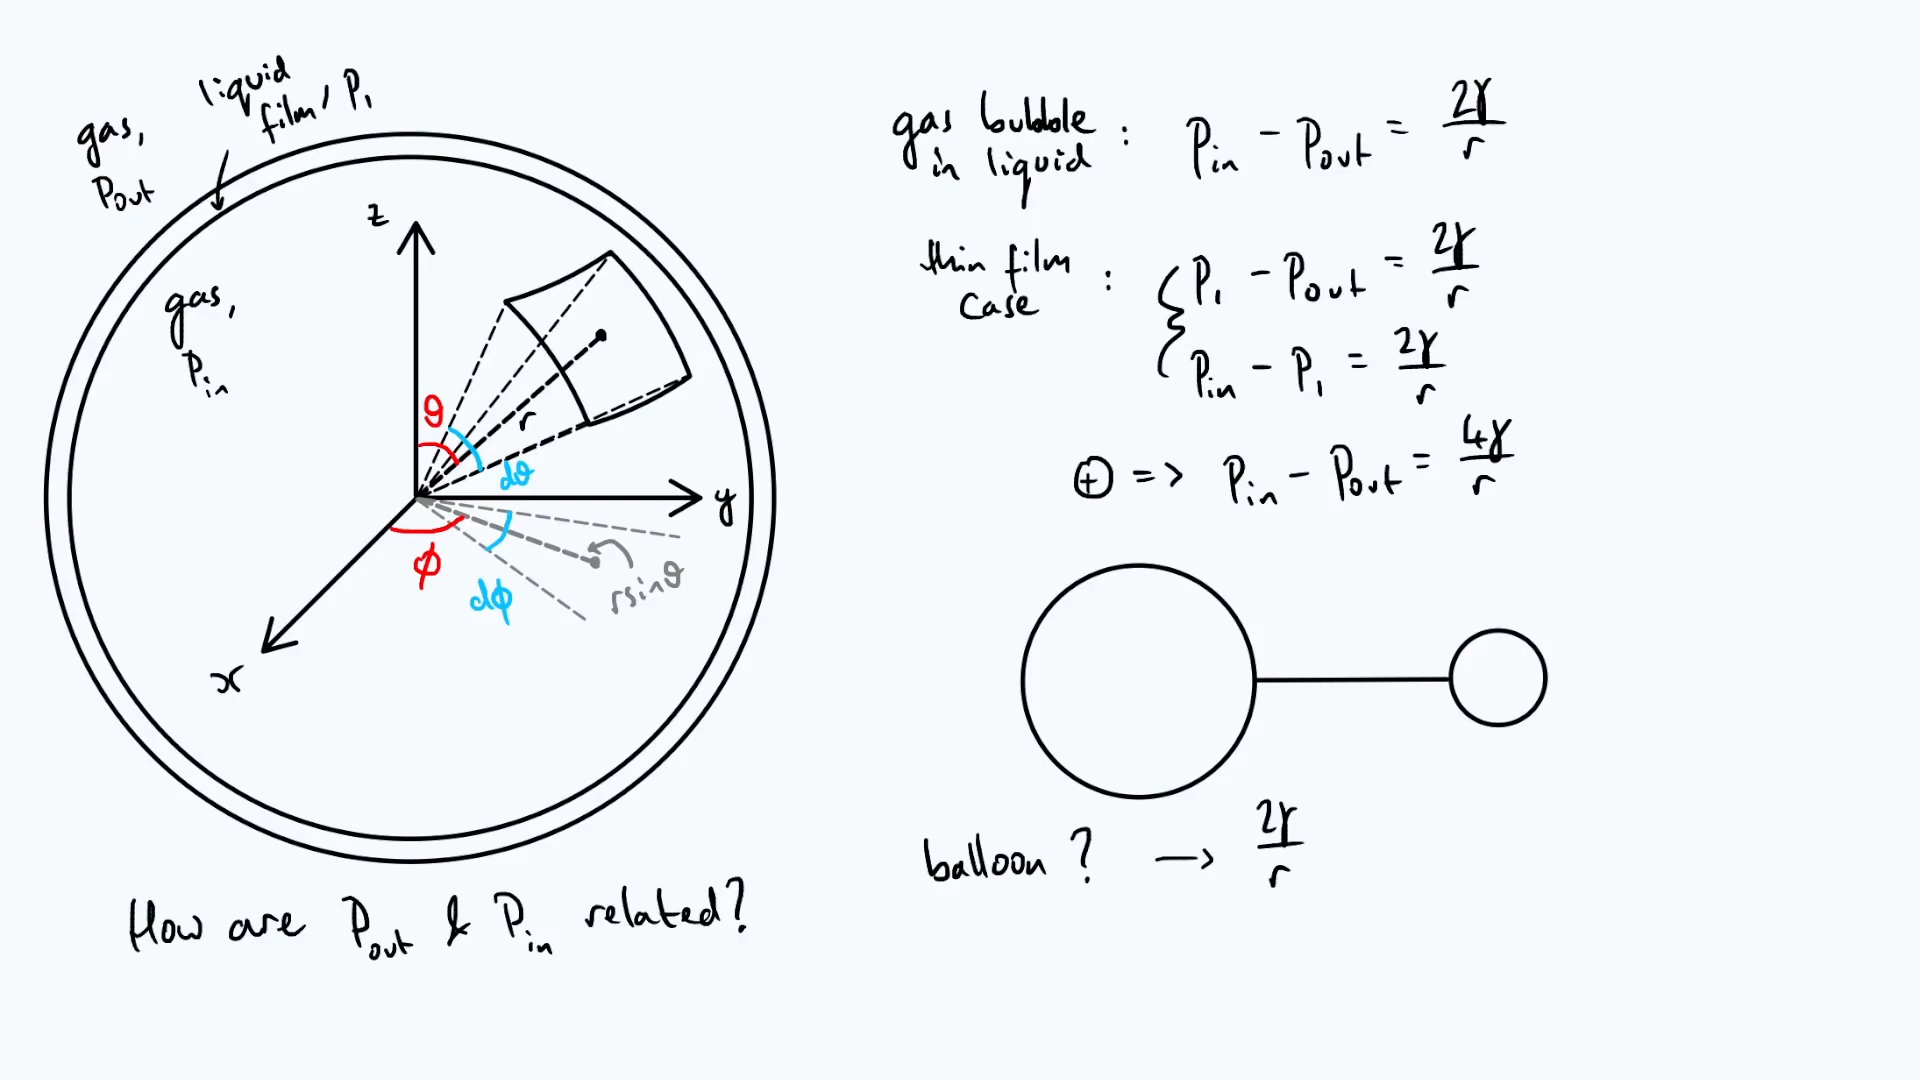 liquid
film, P₁
gas,
Pout
gas,
Pin
z
y
x
r
θ
dθ
ϕ
dϕ
rsinθ
How are Pout & Pin related?
gas bubble
in liquid : Pin - Pout = 2γ/r
thin film
case : { P₁ - Pout = 2γ/r
Pin - P₁ = 2γ/r
⊕ => Pin - Pout = 4γ/r
balloon? → 2γ/r